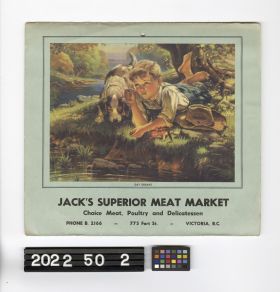 DAY DREAMS
JACK'S SUPERIOR MEAT MARKET
Choice Meat, Poultry and Delicatessen
PHONE B 2166 - 775 Fort St. - VICTORIA, B.C
2022 50 2